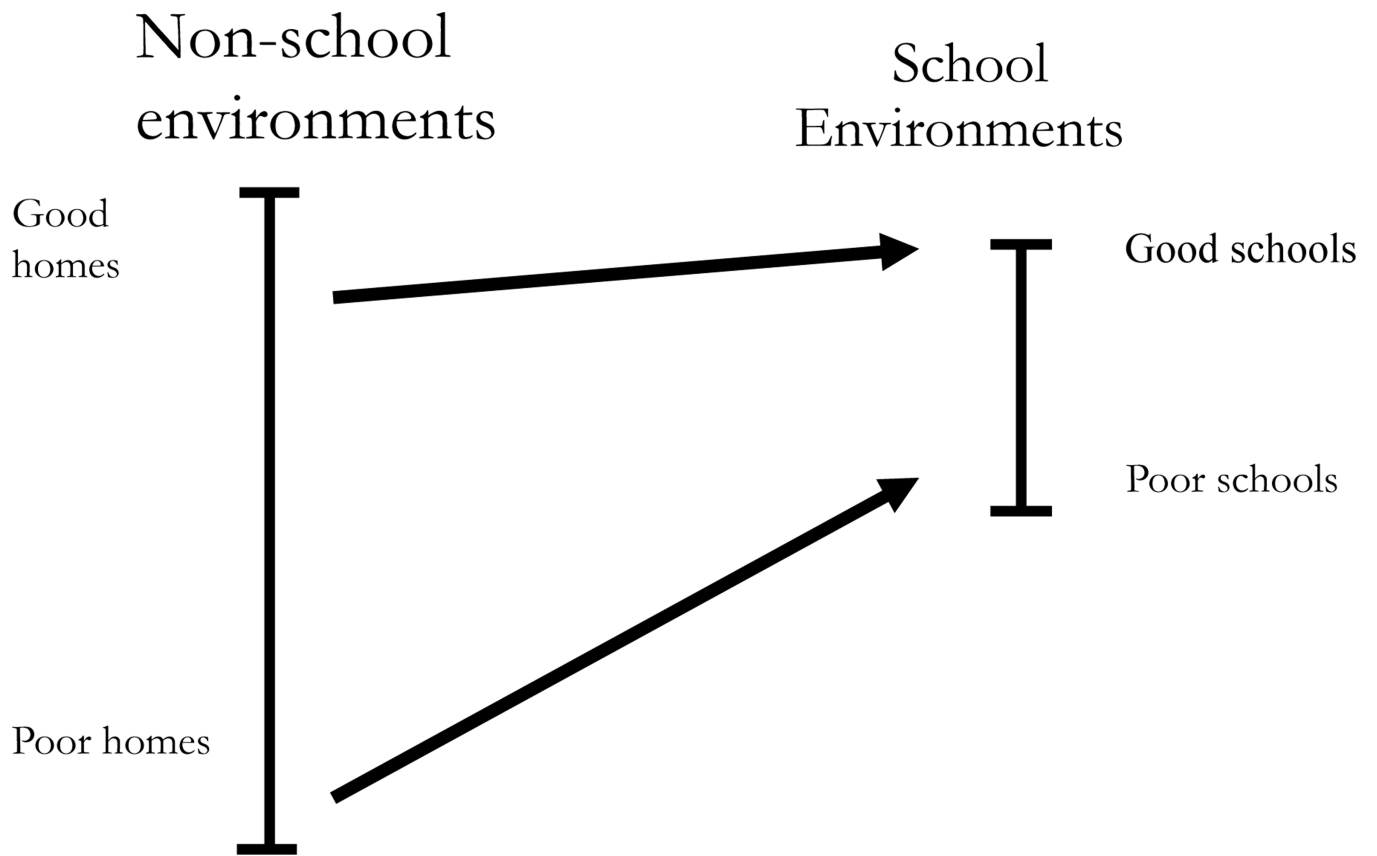 Non-school
environments
School
Environments
Good
homes
Good schools
Poor schools
Poor homes